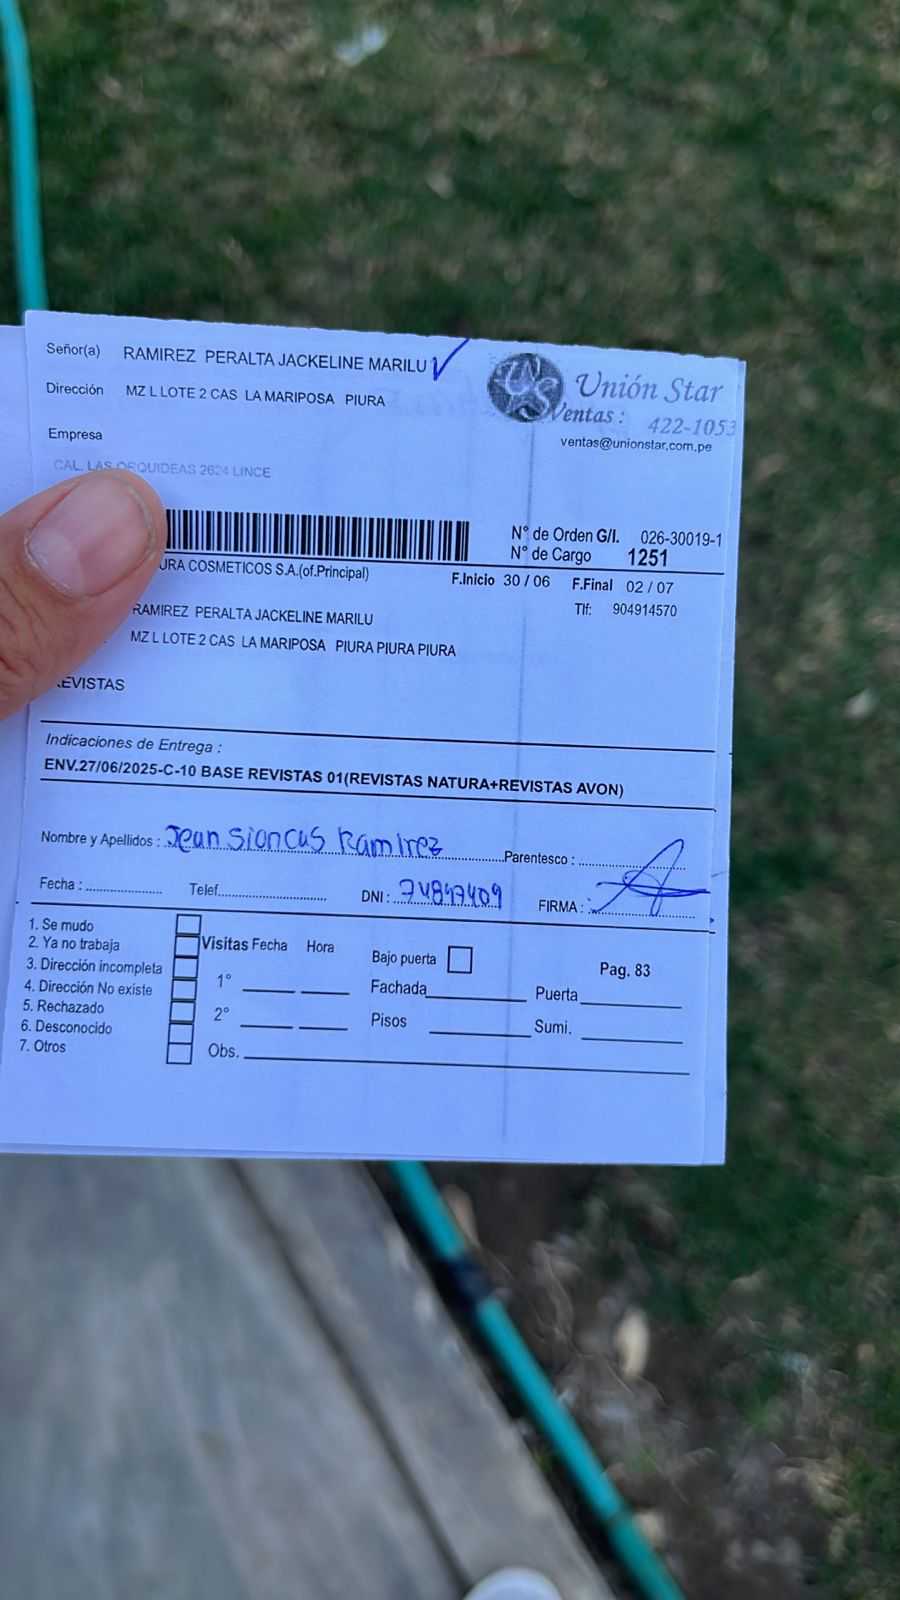 Señor(a) RAMIREZ PERALTA JACKELINE MARILU
Unión Star
Dirección MZ L LOTE 2 CAS LA MARIPOSA PIURA
Ventas : 422-1053
Empresa
ventas@unionstar.com.pe
CAL. LAS ORQUIDEAS 2624 LINCE
N° de Orden G/I. 026-30019-1
N° de Cargo 1251
URA COSMETICOS S.A.(of.Principal) F.Inicio 30 / 06 F.Final 02 / 07
RAMIREZ PERALTA JACKELINE MARILU Tlf: 904914570
MZ L LOTE 2 CAS LA MARIPOSA PIURA PIURA PIURA
EVISTAS
Indicaciones de Entrega :
ENV.27/06/2025-C-10 BASE REVISTAS 01(REVISTAS NATURA+REVISTAS AVON)
Nombre y Apellidos : Jean Sioncas Ramirez Parentesco :
Fecha : Telef. DNI : 74897409 FIRMA :
1. Se mudo
2. Ya no trabaja Visitas Fecha Hora Bajo puerta Pag. 83
3. Dirección incompleta 1°
4. Dirección No existe Fachada Puerta
5. Rechazado 2°
6. Desconocido Pisos Sumi.
7. Otros Obs.